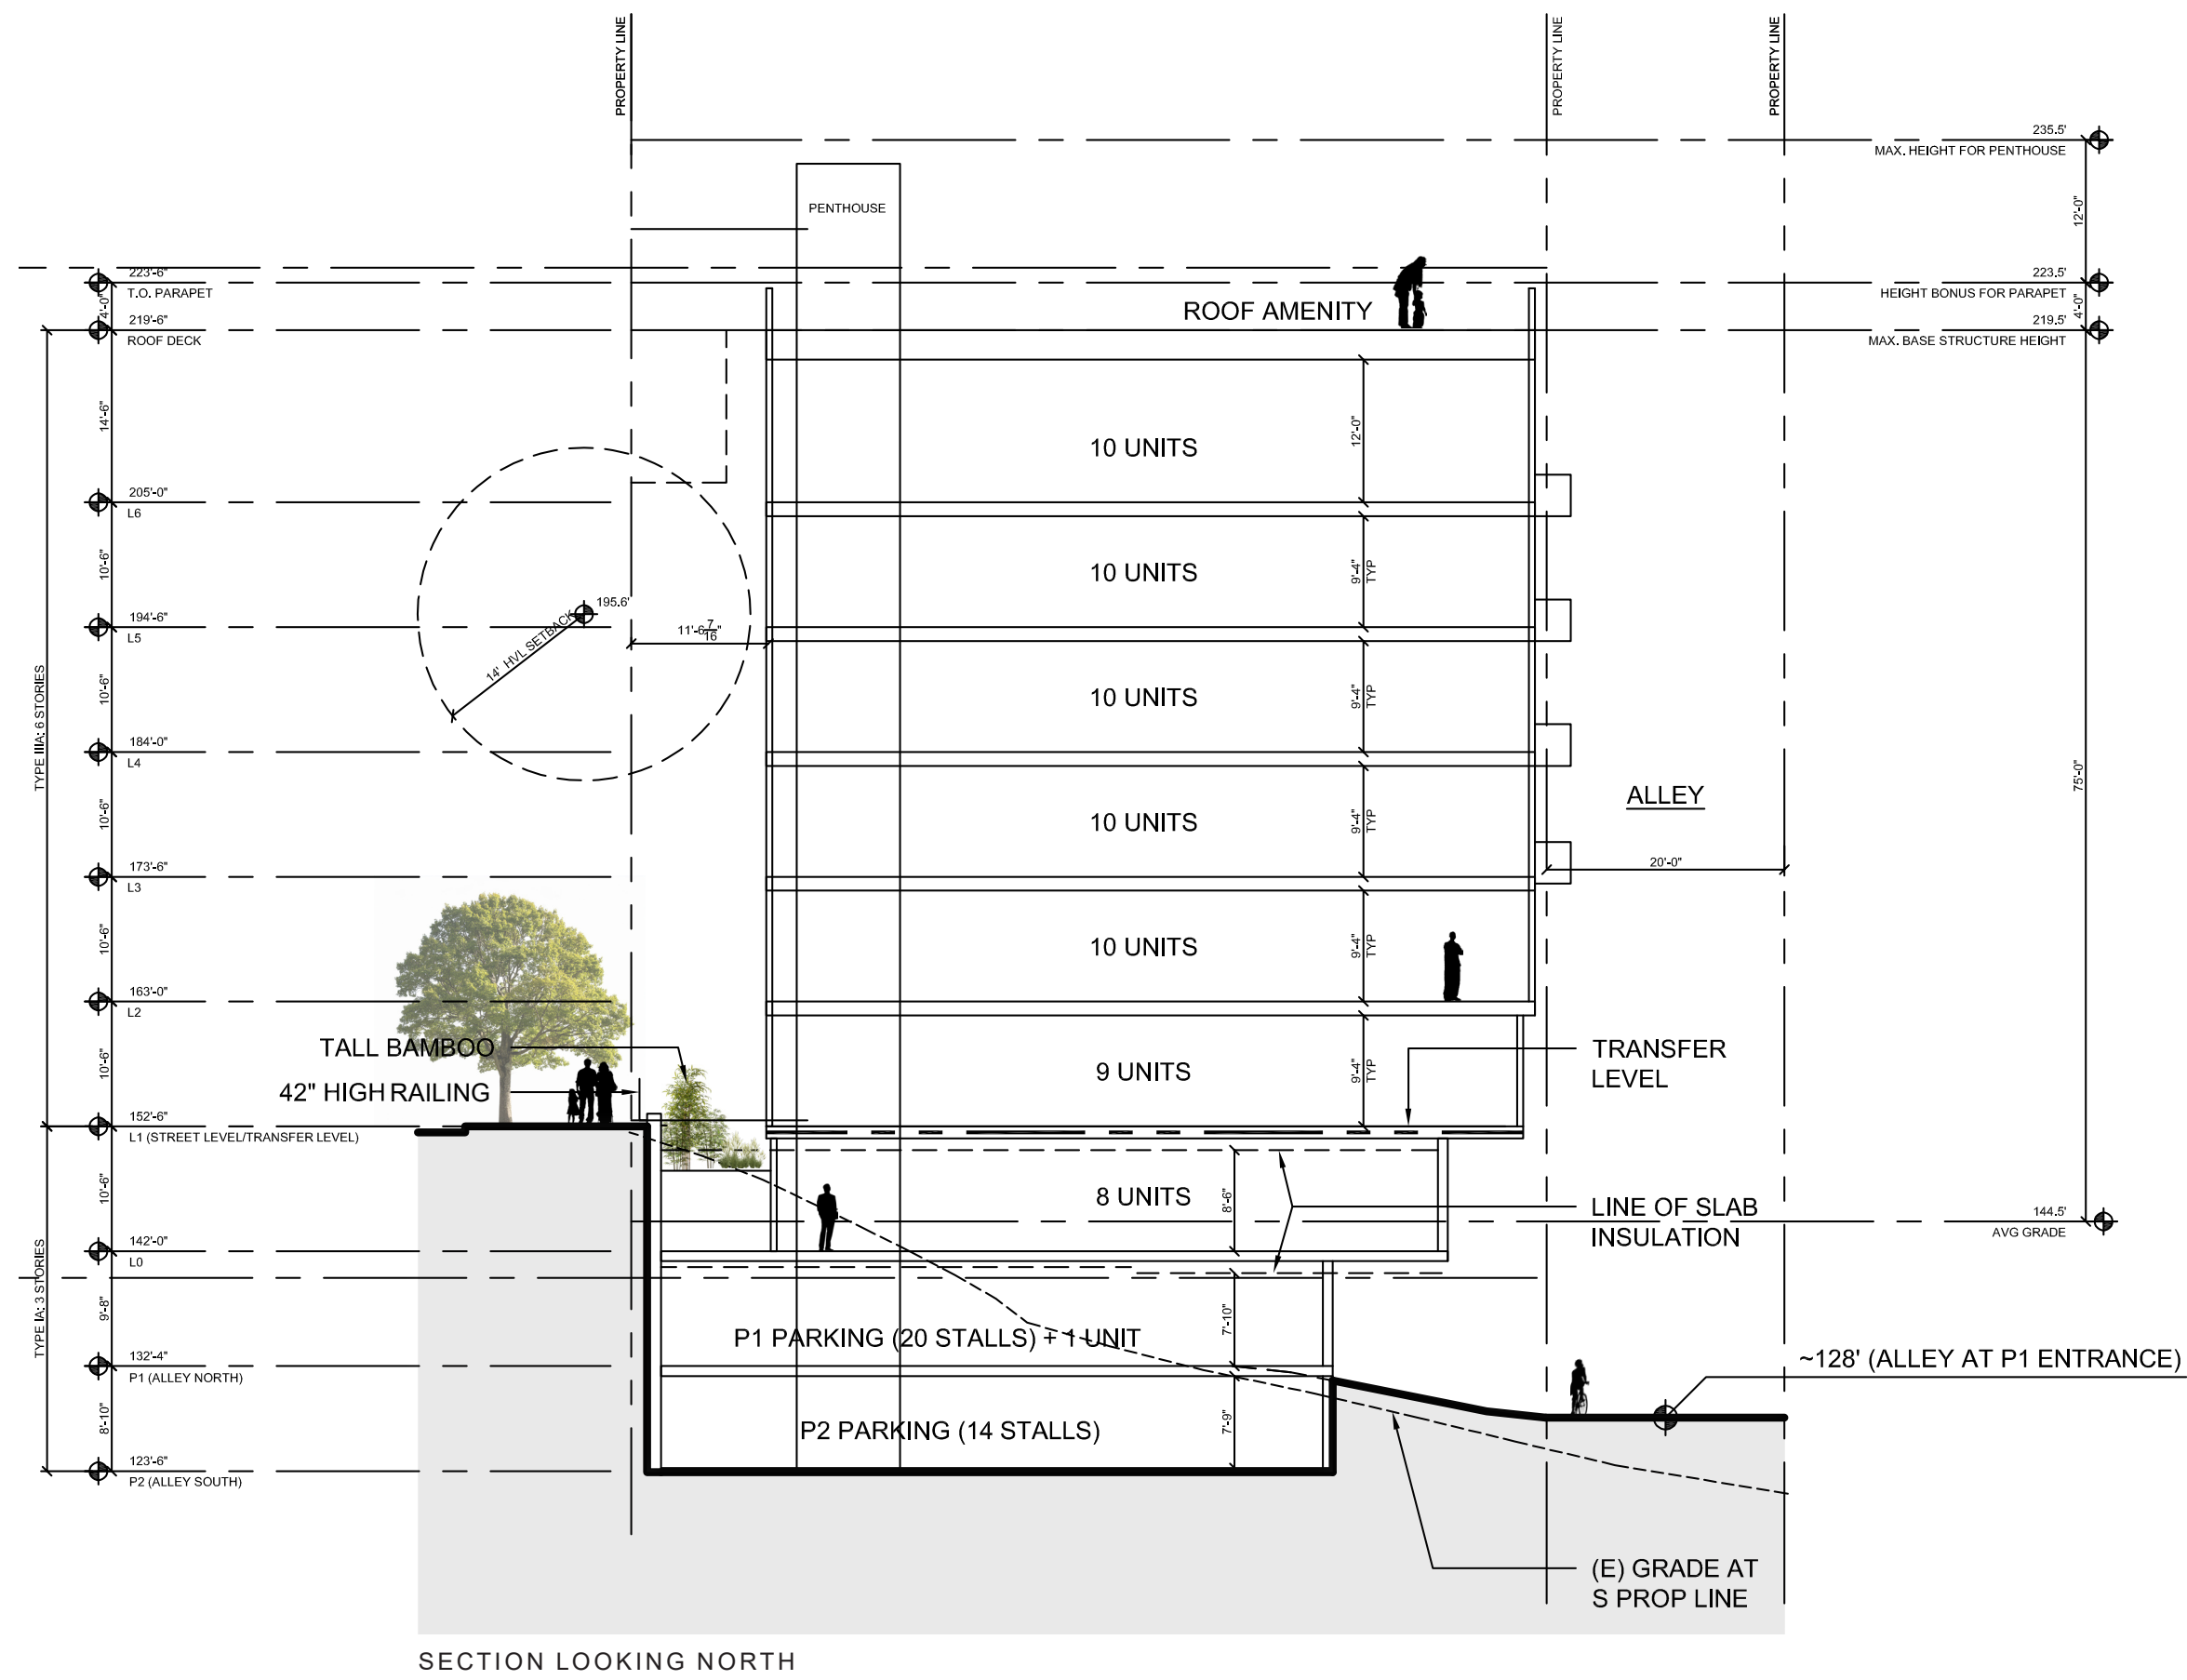 PROPERTY LINE
PROPERTY LINE
PROPERTY LINE
235.5'
MAX. HEIGHT FOR PENTHOUSE
12'-0"
PENTHOUSE
223'-6"
T.O. PARAPET
4'-0"
219'-6"
ROOF DECK
ROOF AMENITY
223.5'
HEIGHT BONUS FOR PARAPET
4'-0"
219.5'
MAX. BASE STRUCTURE HEIGHT
14'-6"
10 UNITS
12'-0"
205'-0"
L6
10'-6"
10 UNITS
9'-4"
TYP
195.6'
14' HVL SETBACK
11'-6 7/16"
194'-6"
L5
10'-6"
10 UNITS
9'-4"
TYP
TYPE IIIA: 6 STORIES
184'-0"
L4
10'-6"
10 UNITS
9'-4"
TYP
ALLEY
75'-0"
20'-0"
173'-6"
L3
10'-6"
10 UNITS
9'-4"
TYP
163'-0"
L2
10'-6"
TALL BAMBOO
42" HIGH RAILING
9 UNITS
9'-4"
TYP
TRANSFER
LEVEL
152'-6"
L1 (STREET LEVEL/TRANSFER LEVEL)
10'-6"
8 UNITS
8'-6"
LINE OF SLAB
INSULATION
144.5'
AVG GRADE
142'-0"
L0
TYPE IA: 3 STORIES
9'-8"
P1 PARKING (20 STALLS) + 1 UNIT
7'-10"
132'-4"
P1 (ALLEY NORTH)
~128' (ALLEY AT P1 ENTRANCE)
8'-10"
P2 PARKING (14 STALLS)
7'-9"
123'-6"
P2 (ALLEY SOUTH)
(E) GRADE AT
S PROP LINE
SECTION LOOKING NORTH